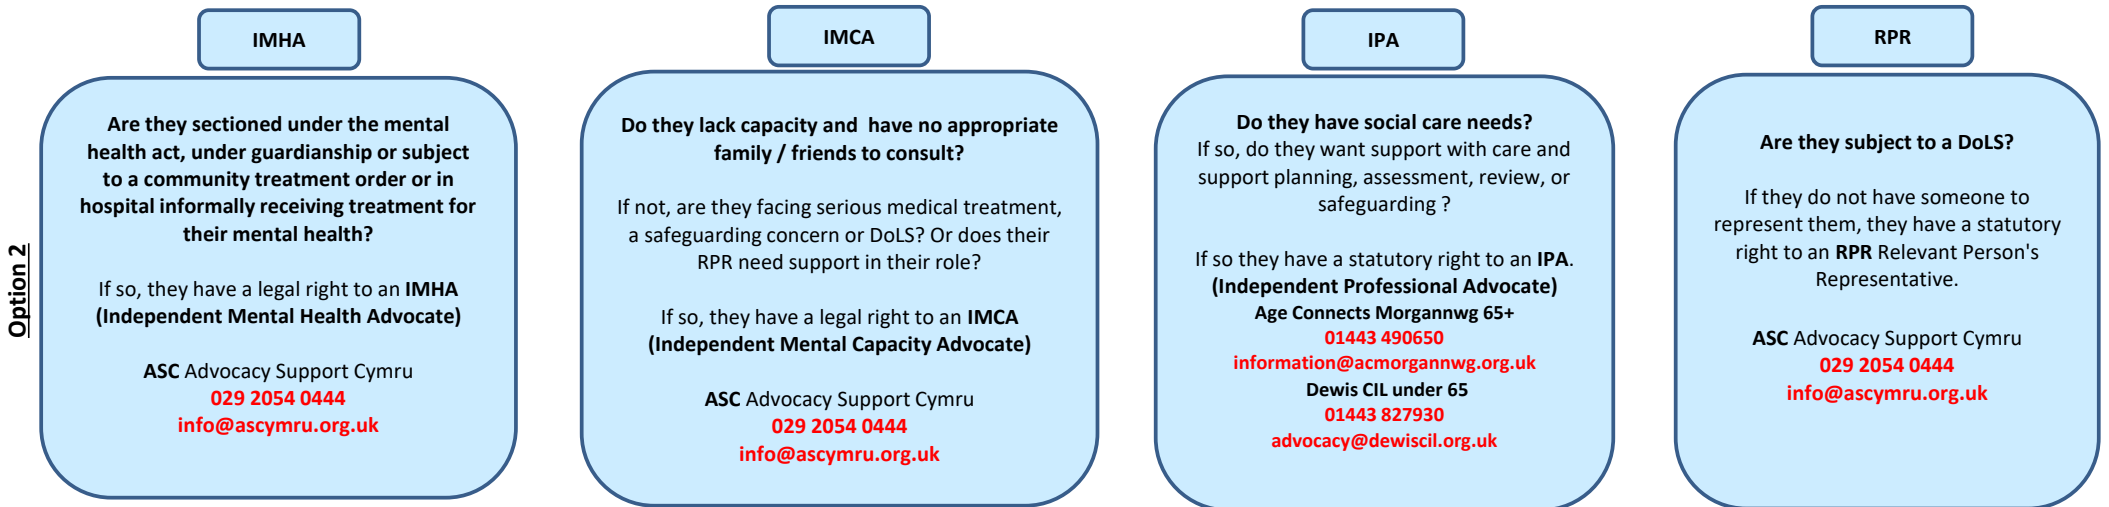 Option 2
IMHA
Are they sectioned under the mental
health act, under guardianship or subject
to a community treatment order or in
hospital informally receiving treatment for
their mental health?
If so, they have a legal right to an IMHA
(Independent Mental Health Advocate)
ASC Advocacy Support Cymru
029 2054 0444
info@ascymru.org.uk
IMCA
Do they lack capacity and have no appropriate
family / friends to consult?
If not, are they facing serious medical treatment,
a safeguarding concern or DoLS? Or does their
RPR need support in their role?
If so, they have a legal right to an IMCA
(Independent Mental Capacity Advocate)
ASC Advocacy Support Cymru
029 2054 0444
info@ascymru.org.uk
IPA
Do they have social care needs?
If so, do they want support with care and
support planning, assessment, review, or
safeguarding ?
If so they have a statutory right to an IPA.
(Independent Professional Advocate)
Age Connects Morgannwg 65+
01443 490650
information@acmorgannwg.org.uk
Dewis CIL under 65
01443 827930
advocacy@dewiscil.org.uk
RPR
Are they subject to a DoLS?
If they do not have someone to
represent them, they have a statutory
right to an RPR Relevant Person's
Representative.
ASC Advocacy Support Cymru
029 2054 0444
info@ascymru.org.uk